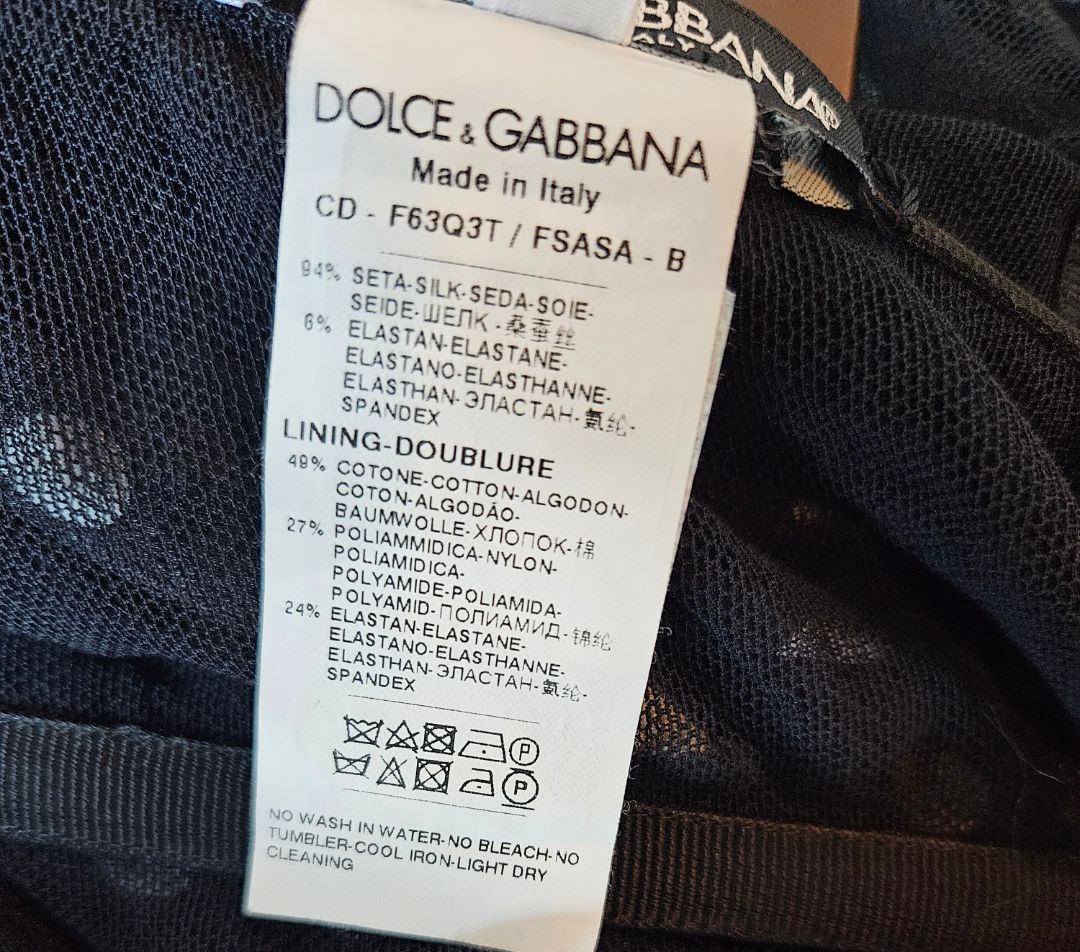 BBANA
ALY
DOLCE & GABBANA
Made in Italy
CD - F63Q3T / FSASA - B
94% SETA-SILK-SEDA-SOIE-
SEIDE-ШЕЛК -桑蚕丝
6% ELASTAN-ELASTANE-
ELASTANO-ELASTHANNE-
ELASTHAN-ЭЛАСТАН-氨纶-
SPANDEX
LINING-DOUBLURE
49% COTONE-COTTON-ALGODON-
COTON-ALGODÃO-
BAUMWOLLE-ХЛОПОК-棉
27% POLIAMMIDICA-NYLON-
POLIAMIDICA-
POLYAMIDE-POLIAMIDA-
POLYAMID-ПОЛИАМИД-锦纶
24% ELASTAN-ELASTANE-
ELASTANO-ELASTHANNE-
ELASTHAN-ЭЛАСТАН-氨纶-
SPANDEX
P
P
NO WASH IN WATER-NO BLEACH-NO
TUMBLER-COOL IRON-LIGHT DRY
CLEANING